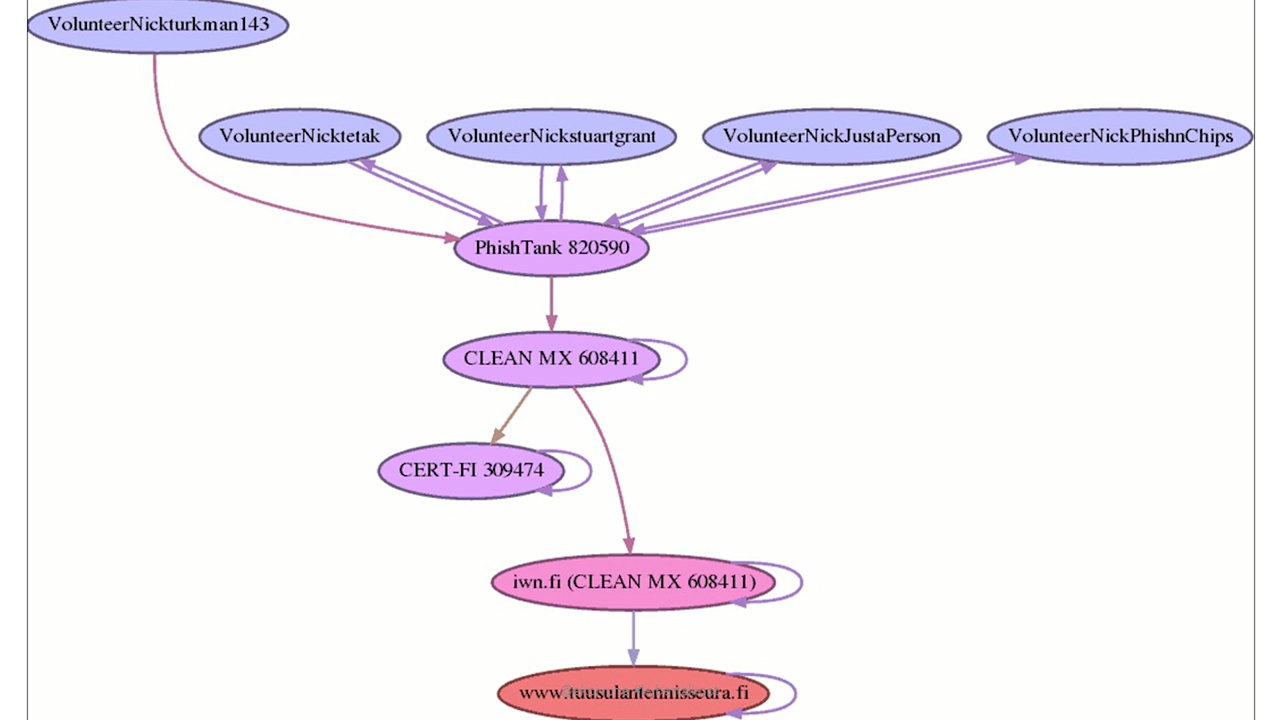 VolunteerNickturkman143
VolunteerNicktetak
VolunteerNickstuartgrant
VolunteerNickJustaPerson
VolunteerNickPhishnChips
PhishTank 820590
CLEAN MX 608411
CERT-FI 309474
iwn.fi (CLEAN MX 608411)
www.tuusulantennisseura.fi